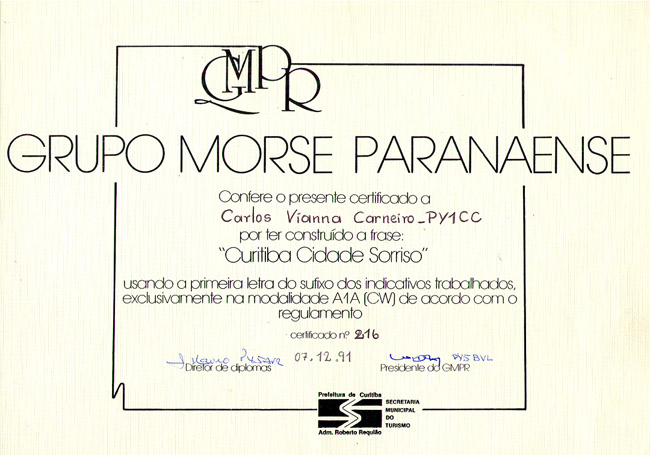 GMPR
GRUPO MORSE PARANAENSE
Confere o presente certificado a
Carlos Vianna Carneiro_PY1CC
por ter construído a frase:
"Curitiba Cidade Sorriso"
usando a primeira letra do sufixo dos indicativos trabalhados,
exclusivamente na modalidade A1A (CW) de acordo com o
regulamento
certificado nº 216
07.12.91
PY5BVL
Diretor de diplomas
Presidente do GMPR
Prefeitura de Curitiba
Adm. Roberto Requião
SECRETARIA
MUNICIPAL
DO
TURISMO